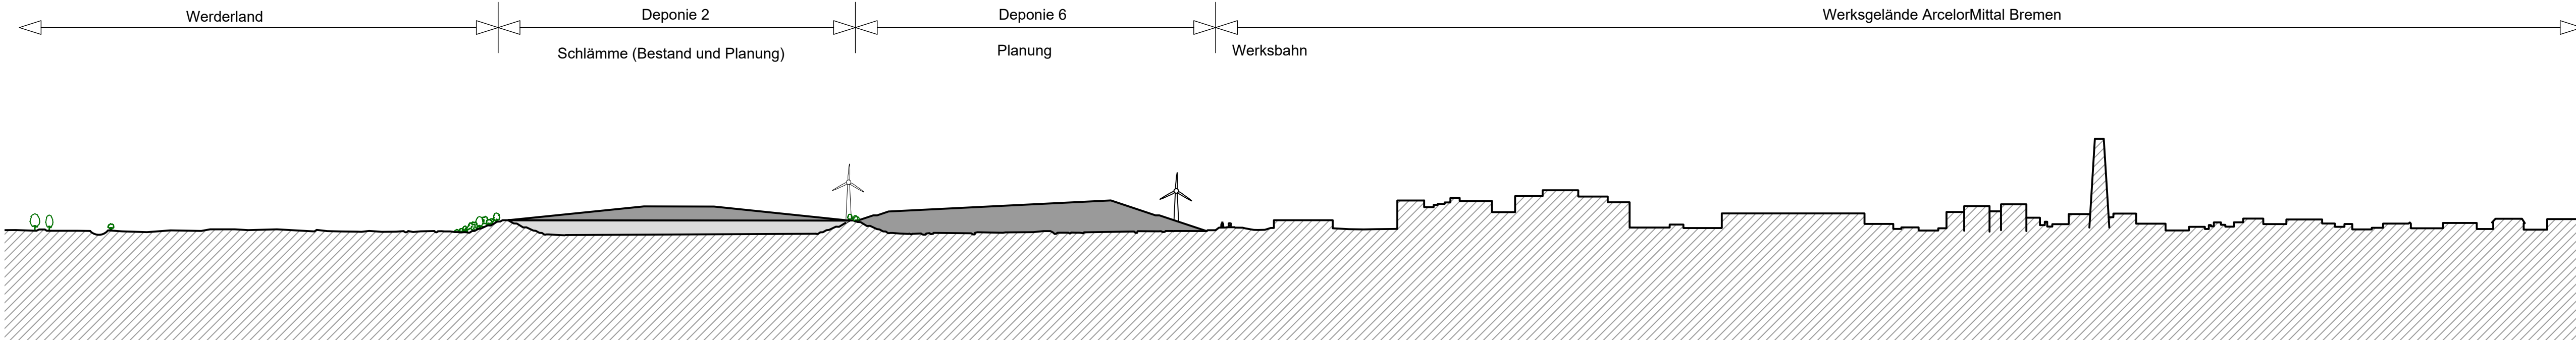 Werderland
Deponie 2
Deponie 6
Werksgelände ArcelorMittal Bremen
Schlämme (Bestand und Planung)
Planung
Werksbahn